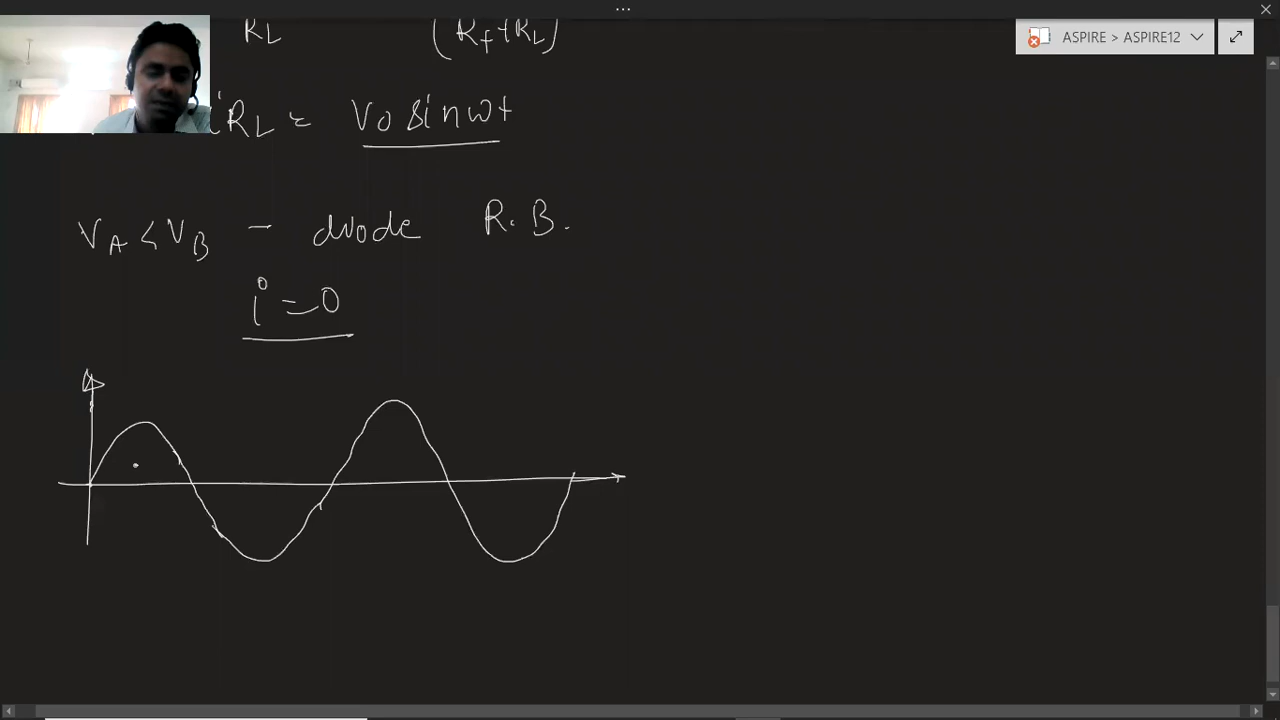 ...
ASPIRE > ASPIRE12
RL (Rf+RL)
iRL = V0 sinωt
VA < VB - diode R.B.
i = 0